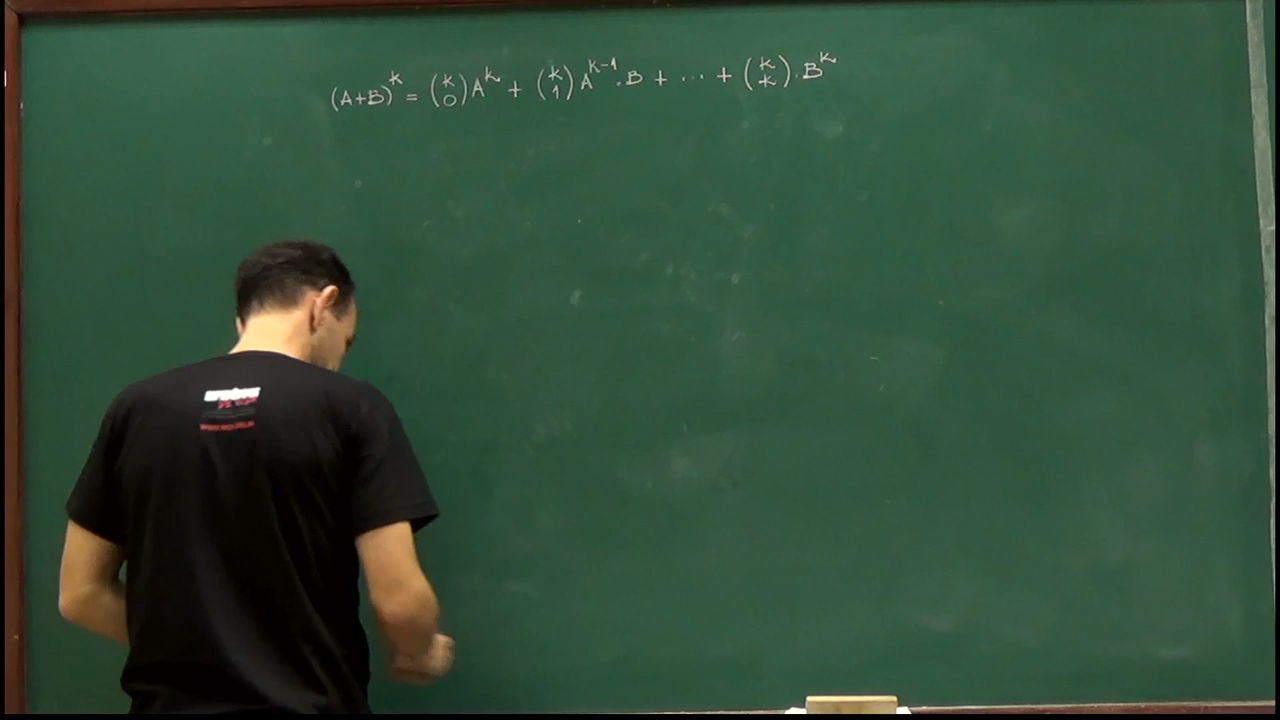 (A+B)^k = (k 0)A^k + (k 1)A^{k-1}.B + ... + (k k).B^k